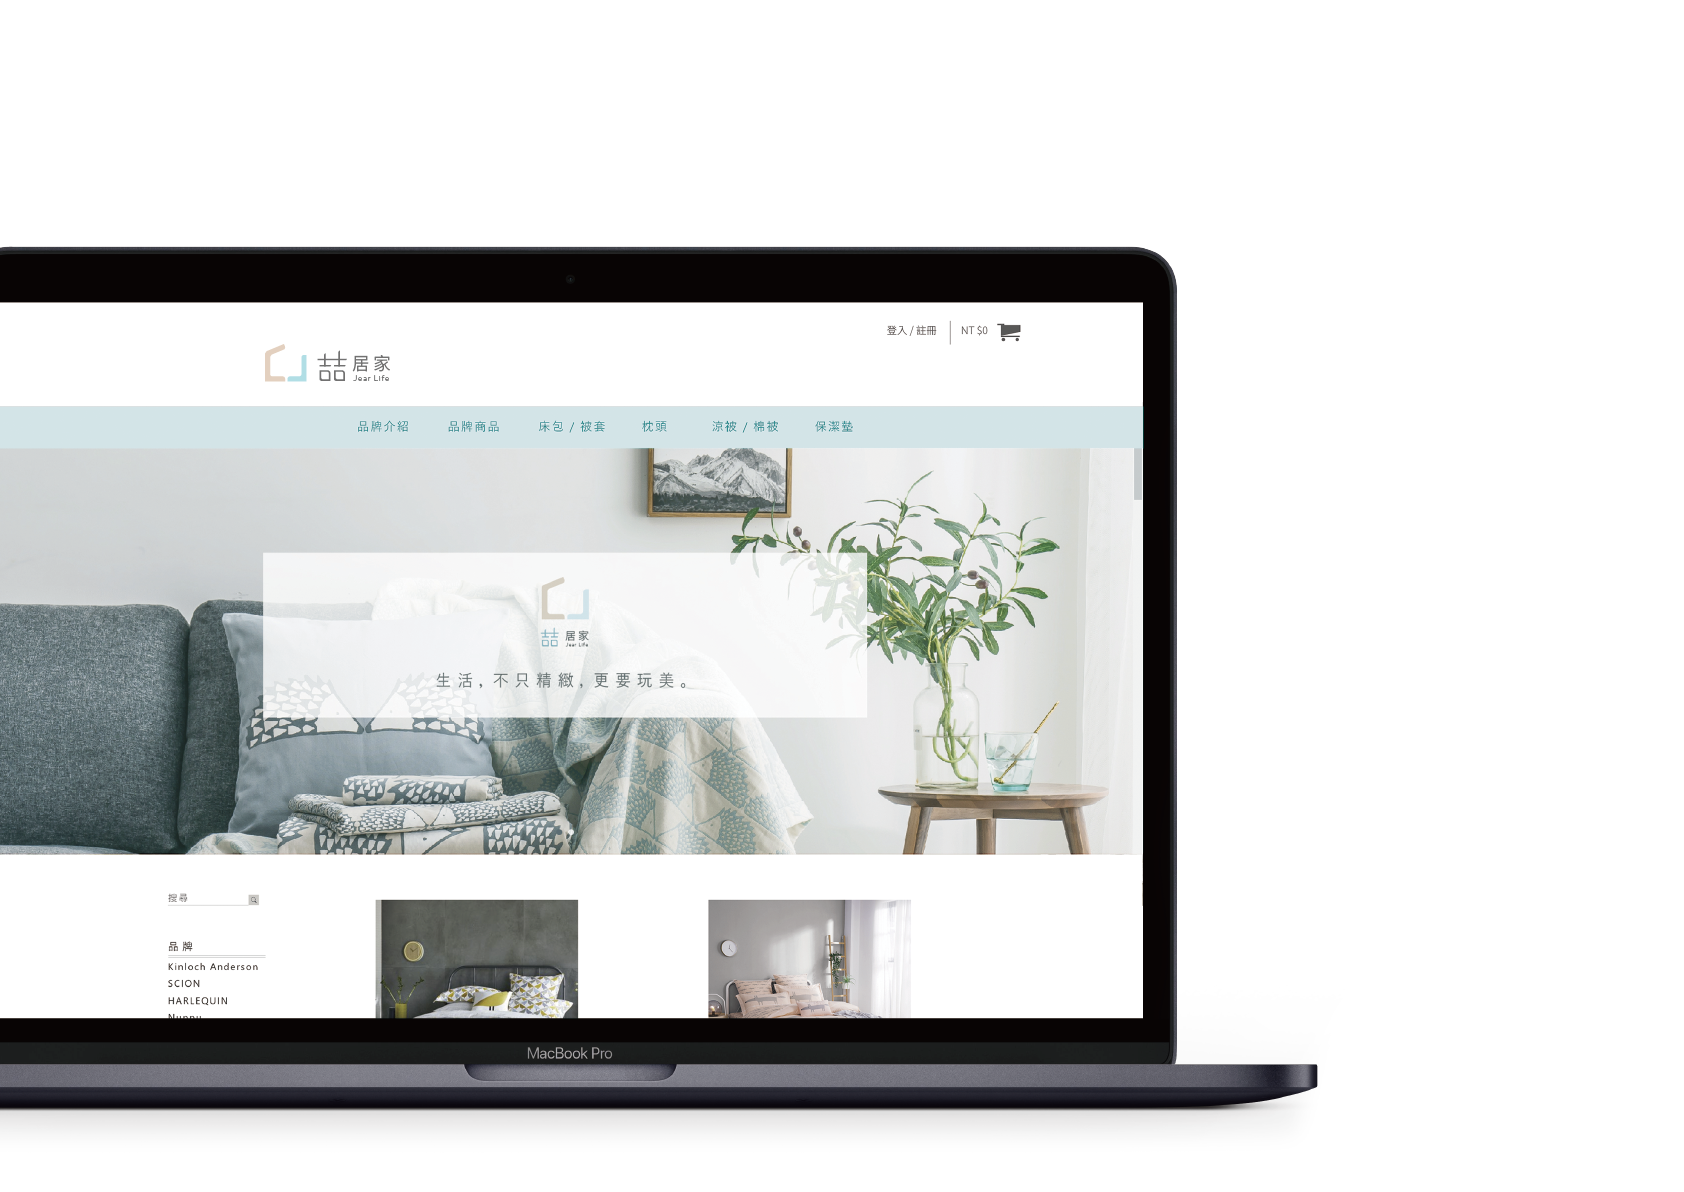 登入 / 註冊 NT $0
喆居家
Jear Life
品牌介紹 品牌商品 床包 / 被套 枕頭 涼被 / 棉被 保潔墊
喆居家
Jear Life
生活,不只精緻,更要玩美。
搜尋
品牌
Kinloch Anderson
SCION
HARLEQUIN
Nunnu
MacBook Pro